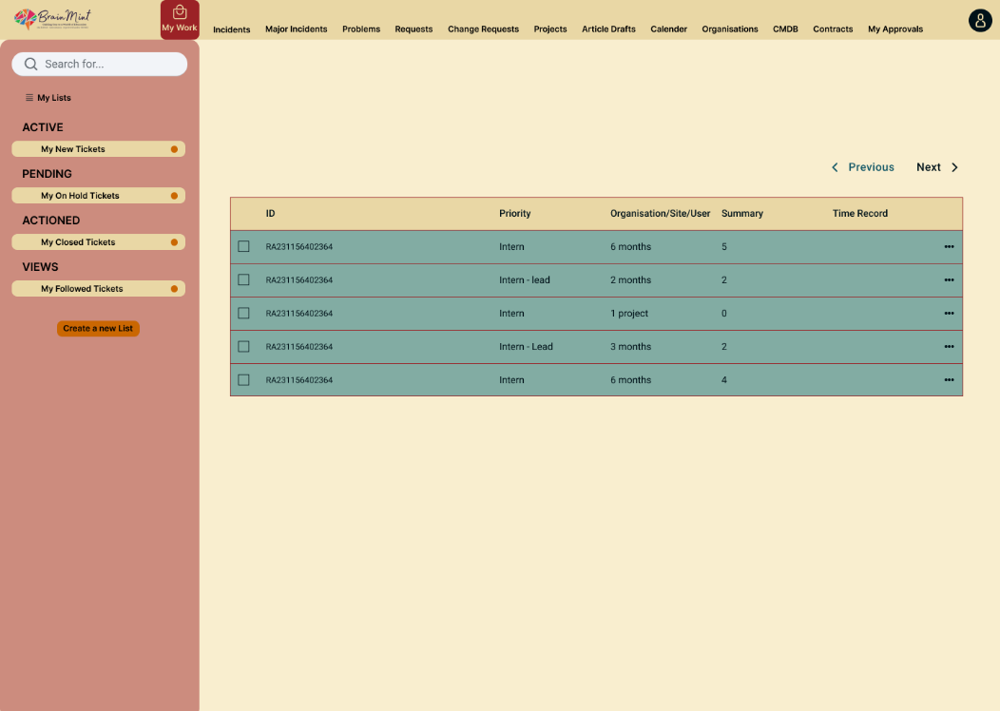 BrainMint
My Work
Incidents Major Incidents Problems Requests Change Requests Projects Article Drafts Calender Organisations CMDB Contracts My Approvals
Search for...
My Lists
ACTIVE
My New Tickets
PENDING
My On Hold Tickets
ACTIONED
My Closed Tickets
VIEWS
My Followed Tickets
Create a new List
Previous Next
ID Priority Organisation/Site/User Summary Time Record
RA231156402364 Intern 6 months 5
RA231156402364 Intern - lead 2 months 2
RA231156402364 Intern 1 project 0
RA231156402364 Intern - Lead 3 months 2
RA231156402364 Intern 6 months 4